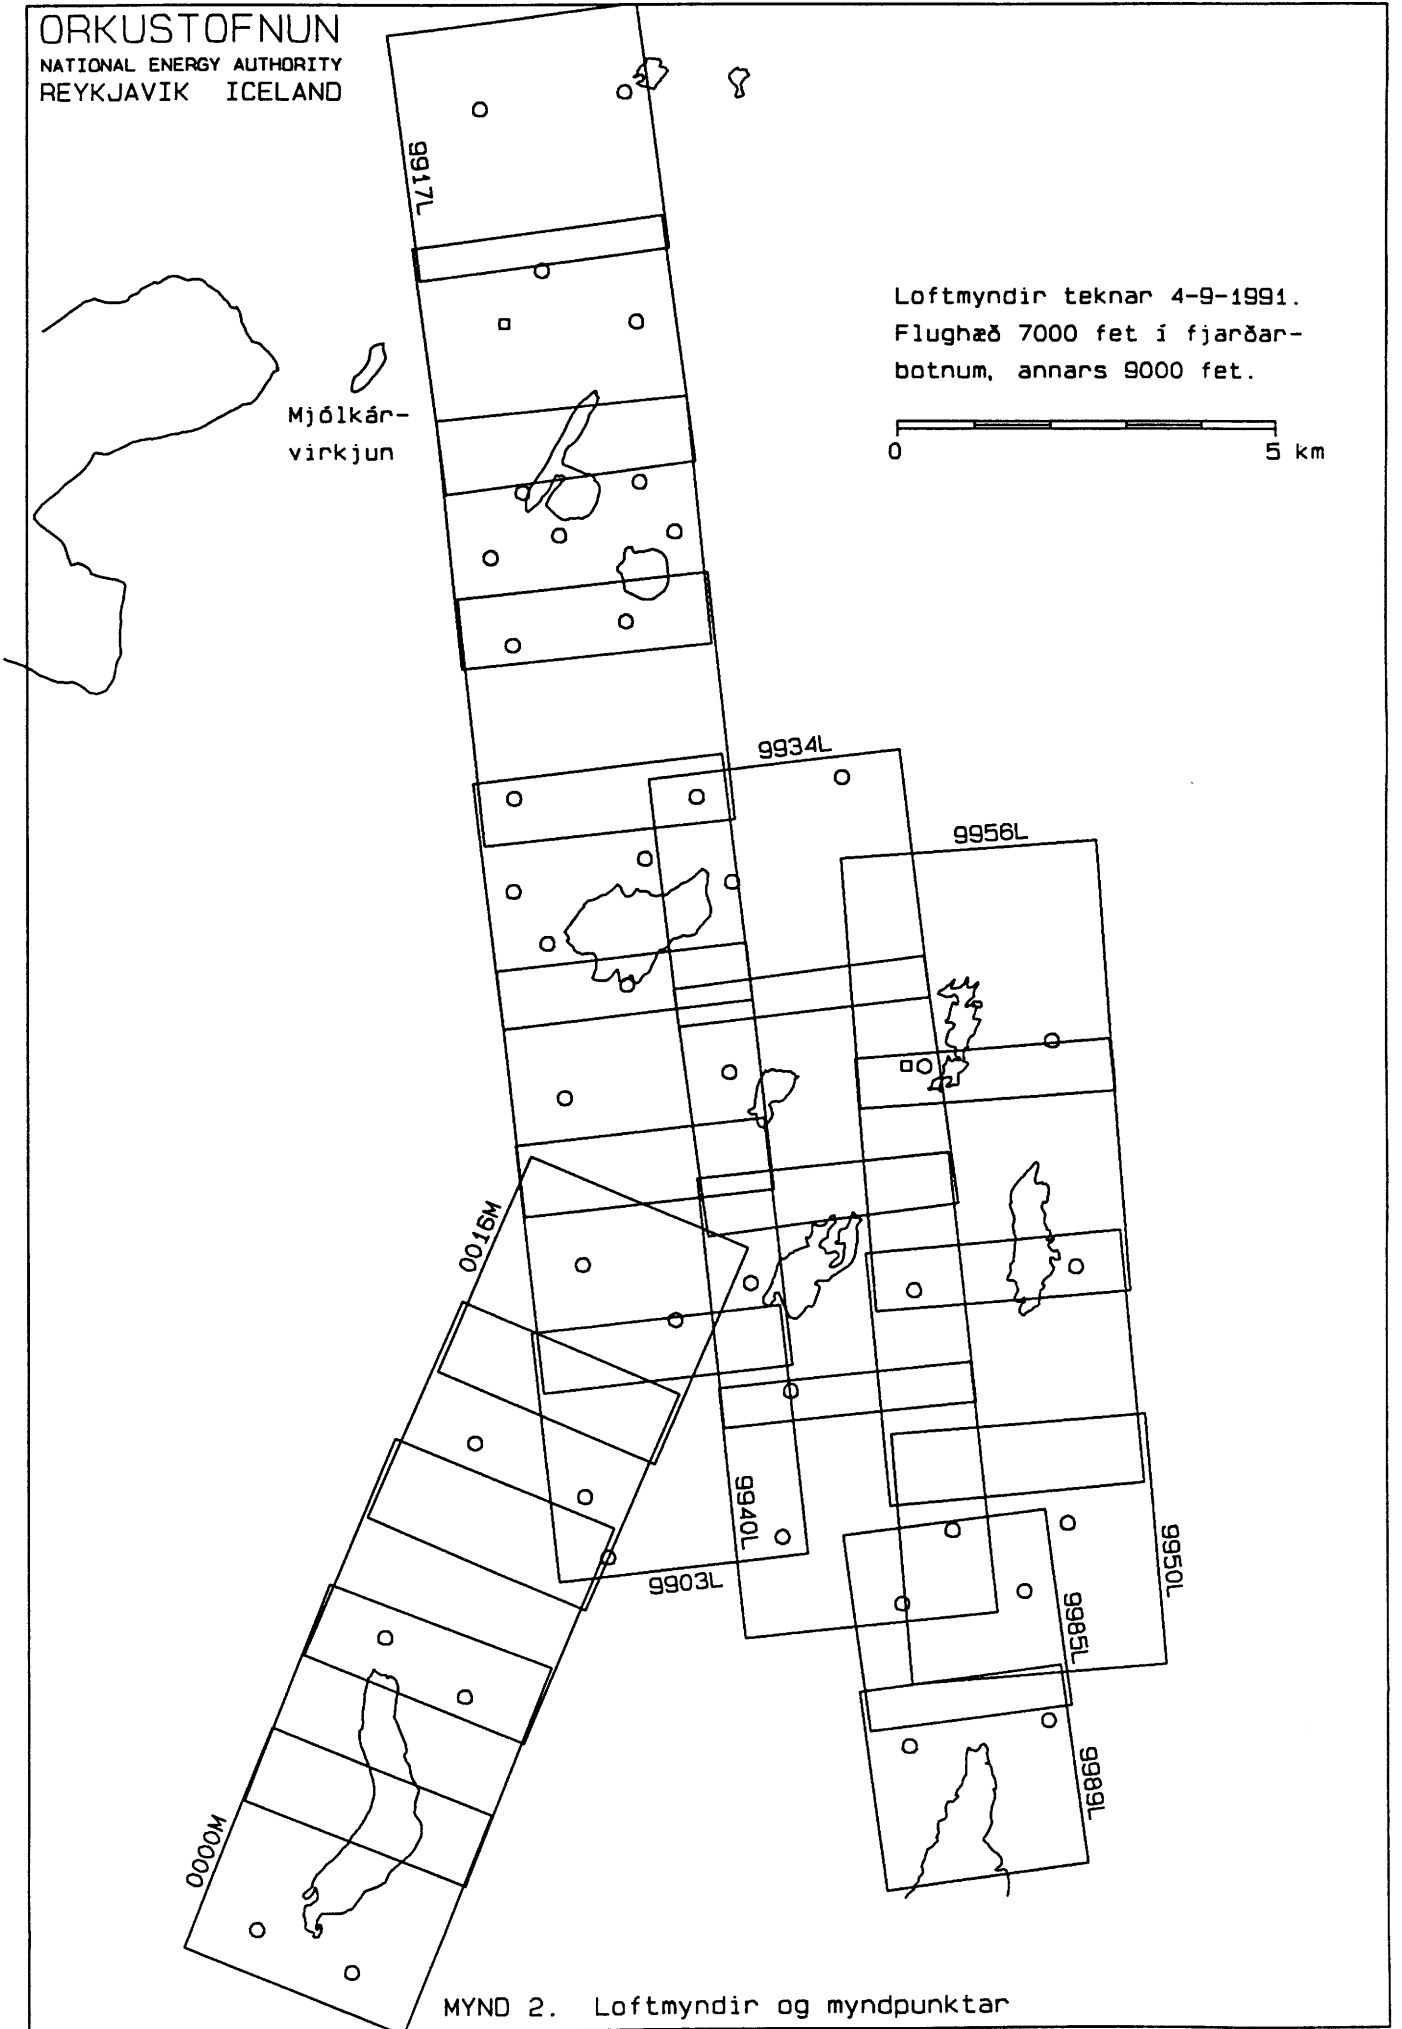 ORKUSTOFNUN
NATIONAL ENERGY AUTHORITY
REYKJAVIK ICELAND
9917L
Loftmyndir teknar 4-9-1991.
Flughæð 7000 fet í fjarðar-
botnum, annars 9000 fet.
0 5 km
Mjólkár-
virkjun
9934L
9956L
0016M
9940L
9903L
9950L
9985L
9989L
0000M
MYND 2. Loftmyndir og myndpunktar